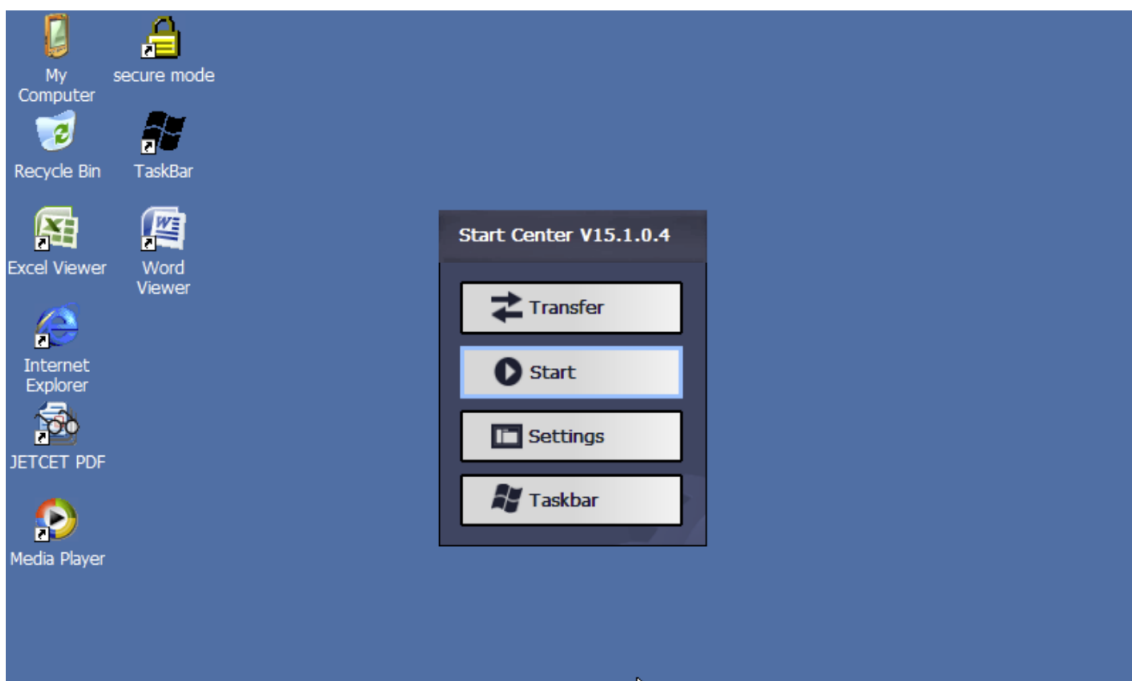 My
Computer
secure mode
Recycle Bin
TaskBar
Excel Viewer
Word
Viewer
Internet
Explorer
JETCET PDF
Media Player
Start Center V15.1.0.4
Transfer
Start
Settings
Taskbar